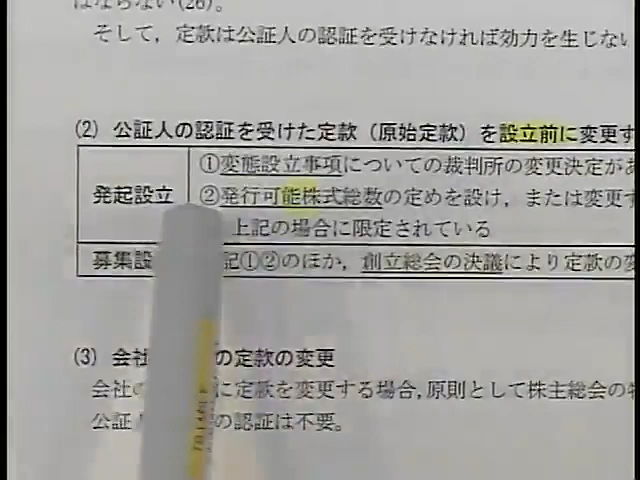 はならない(26)。
そして，定款は公証人の認証を受けなければ効力を生じない
(2) 公証人の認証を受けた定款（原始定款）を設立前に変更す
発起設立
①変態設立事項についての裁判所の変更決定があ
②発行可能株式総数の定めを設け，または変更す
上記の場合に限定されている
募集設 記①②のほか，創立総会の決議により定款の変
(3) 会社 の定款の変更
会社の に定款を変更する場合，原則として株主総会の特
公証 の認証は不要。